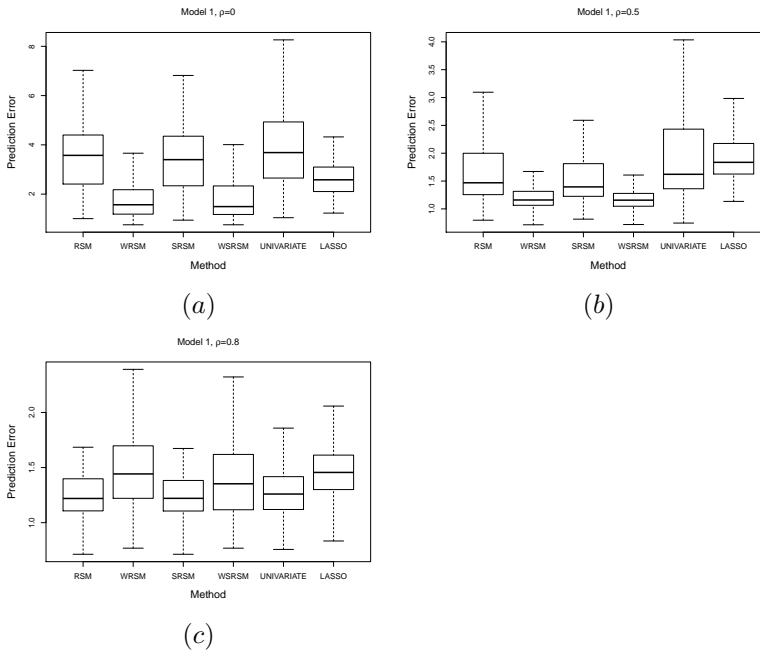 Model 1, ρ=0
Prediction Error
8
6
4
2
RSM WRSM SRSM WSRSM UNIVARIATE LASSO
Method
(a)
Model 1, ρ=0.5
Prediction Error
4.0
3.5
3.0
2.5
2.0
1.5
1.0
RSM WRSM SRSM WSRSM UNIVARIATE LASSO
Method
(b)
Model 1, ρ=0.8
Prediction Error
2.0
1.5
1.0
RSM WRSM SRSM WSRSM UNIVARIATE LASSO
Method
(c)